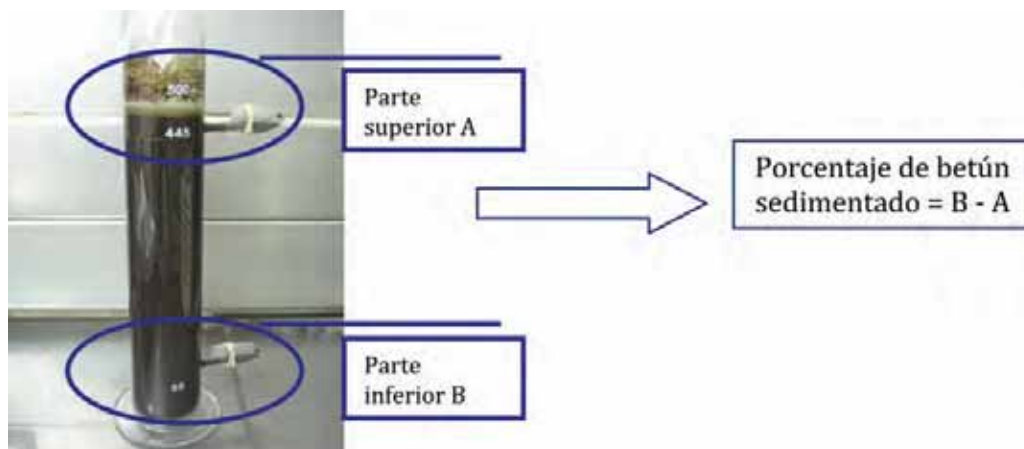 500
445
Parte
superior A
Porcentaje de betún
sedimentado = B - A
Parte
inferior B